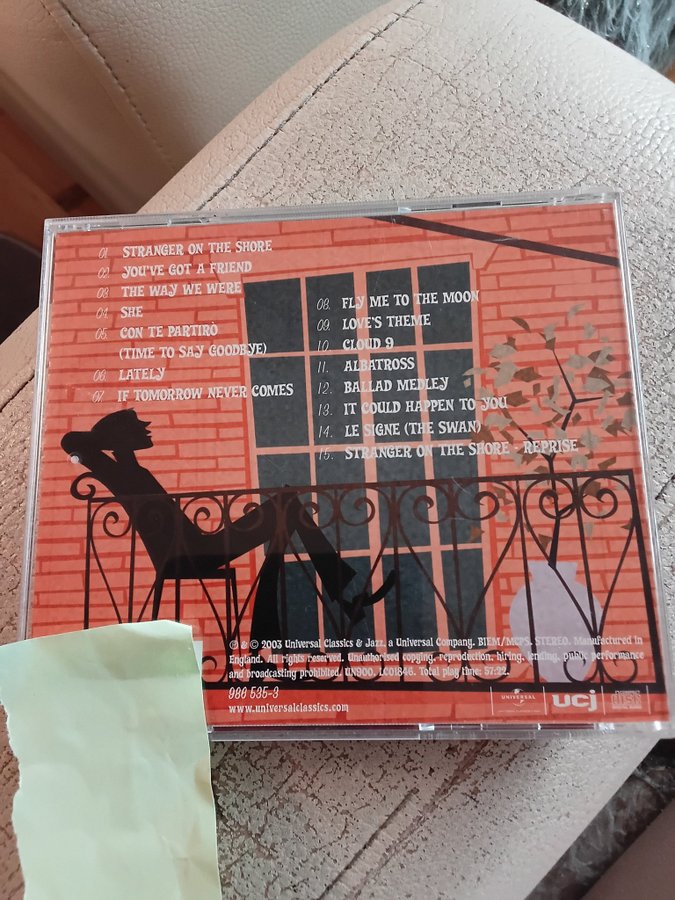 01. STRANGER ON THE SHORE
02. YOU'VE GOT A FRIEND
03. THE WAY WE WERE
04. SHE
05. CON TE PARTIRÒ
(TIME TO SAY GOODBYE)
06. LATELY
07. IF TOMORROW NEVER COMES
08. FLY ME TO THE MOON
09. LOVE'S THEME
10. CLOUD 9
11. ALBATROSS
12. BALLAD MEDLEY
13. IT COULD HAPPEN TO YOU
14. LE SIGNE (THE SWAN)
15. STRANGER ON THE SHORE - REPRISE
℗ & © 2003 Universal Classics & Jazz, a Universal Company. BIEM/MCPS. STEREO. Manufactured in
England. All rights reserved. Unauthorised copying, reproduction, hiring, lending, public performance
and broadcasting prohibited. UN900. LC01846. Total play time: 57:22.
986 535-3
www.universalclassics.com
UNIVERSAL
ucj
disc